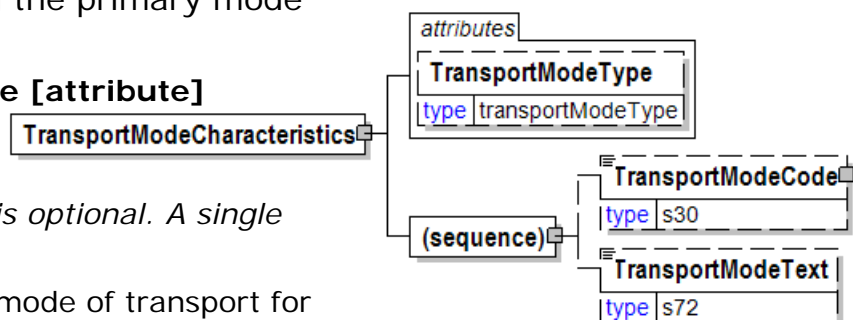 the primary mode
e [attribute]
is optional. A single
mode of transport for
TransportModeCharacteristics
attributes
TransportModeType
type transportModeType
(sequence)
TransportModeCode
type s30
TransportModeText
type s72